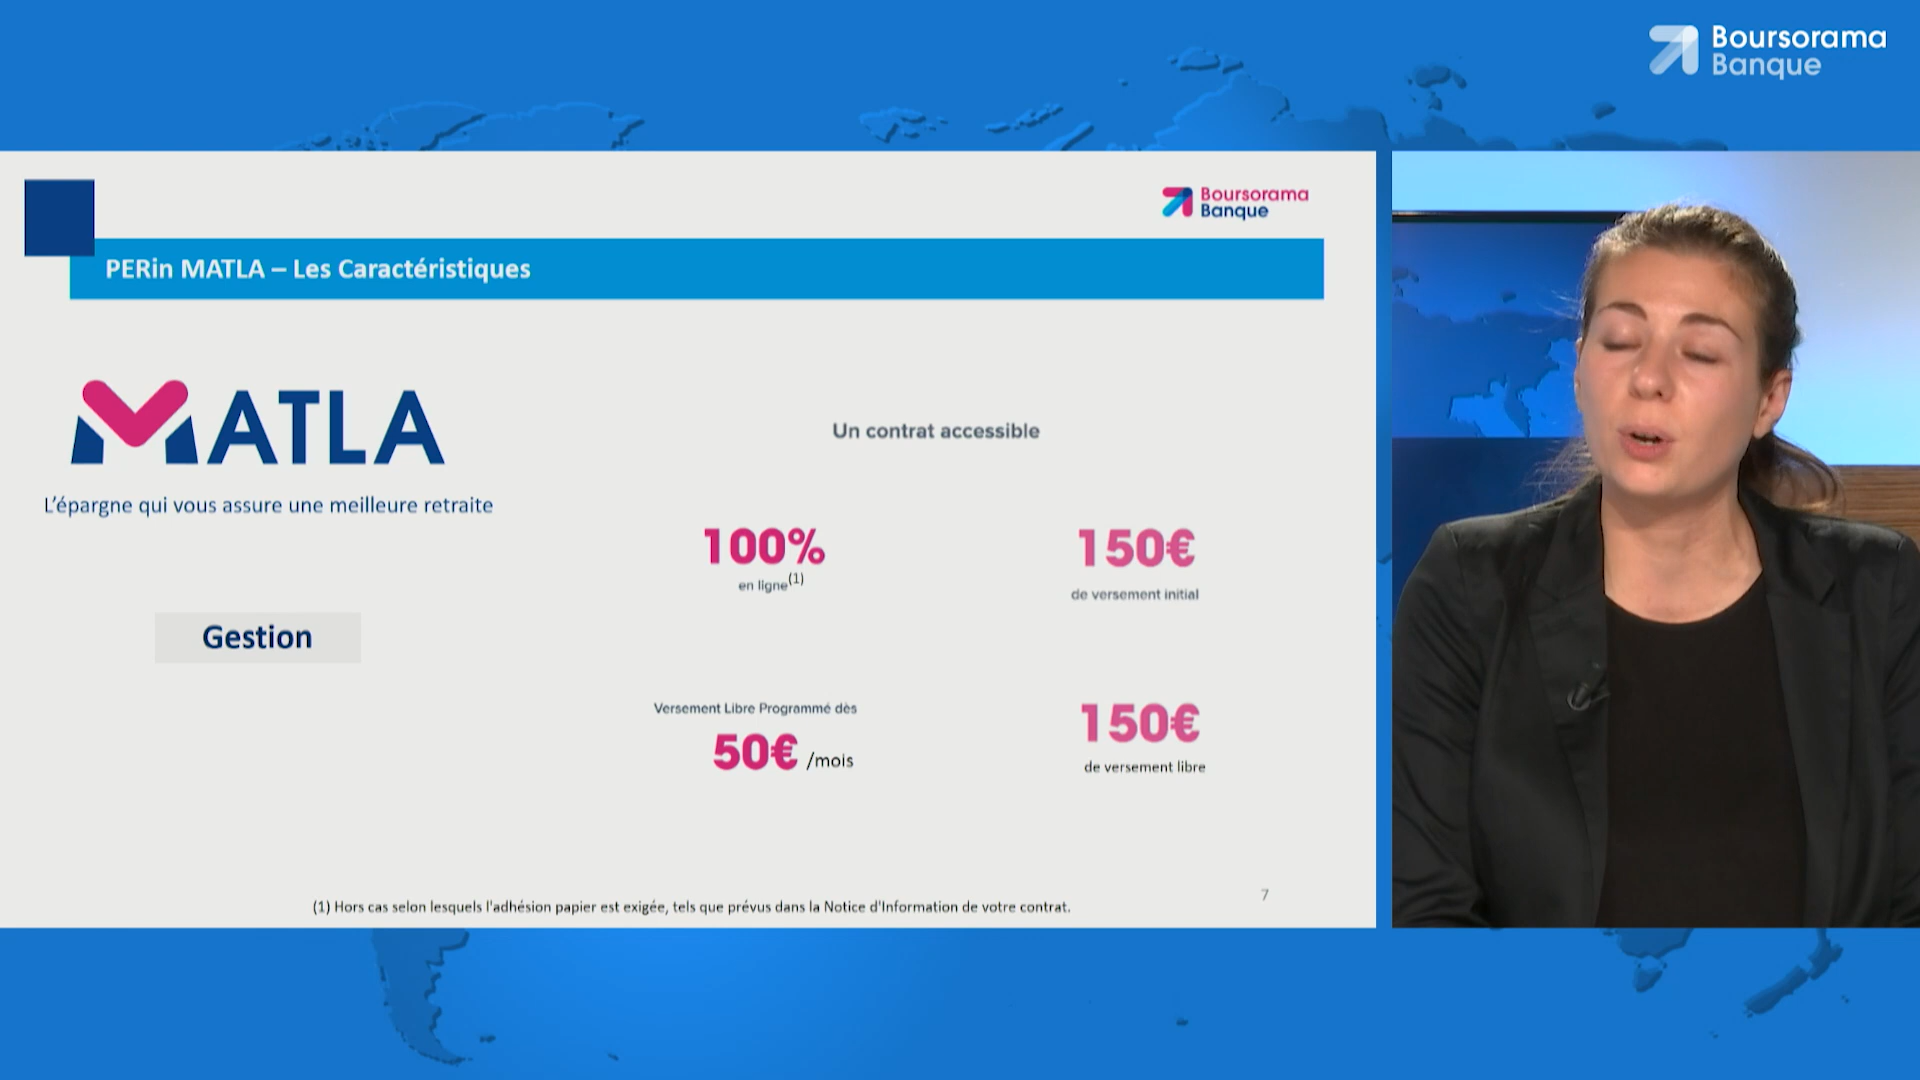 Boursorama
Banque
Boursorama
Banque
PERin MATLA – Les Caractéristiques
MATLA
L'épargne qui vous assure une meilleure retraite
Gestion
Un contrat accessible
100%
en ligne(1)
150€
de versement initial
Versement Libre Programmé dès
50€ /mois
150€
de versement libre
(1) Hors cas selon lesquels l'adhésion papier est exigée, tels que prévus dans la Notice d'Information de votre contrat.
7